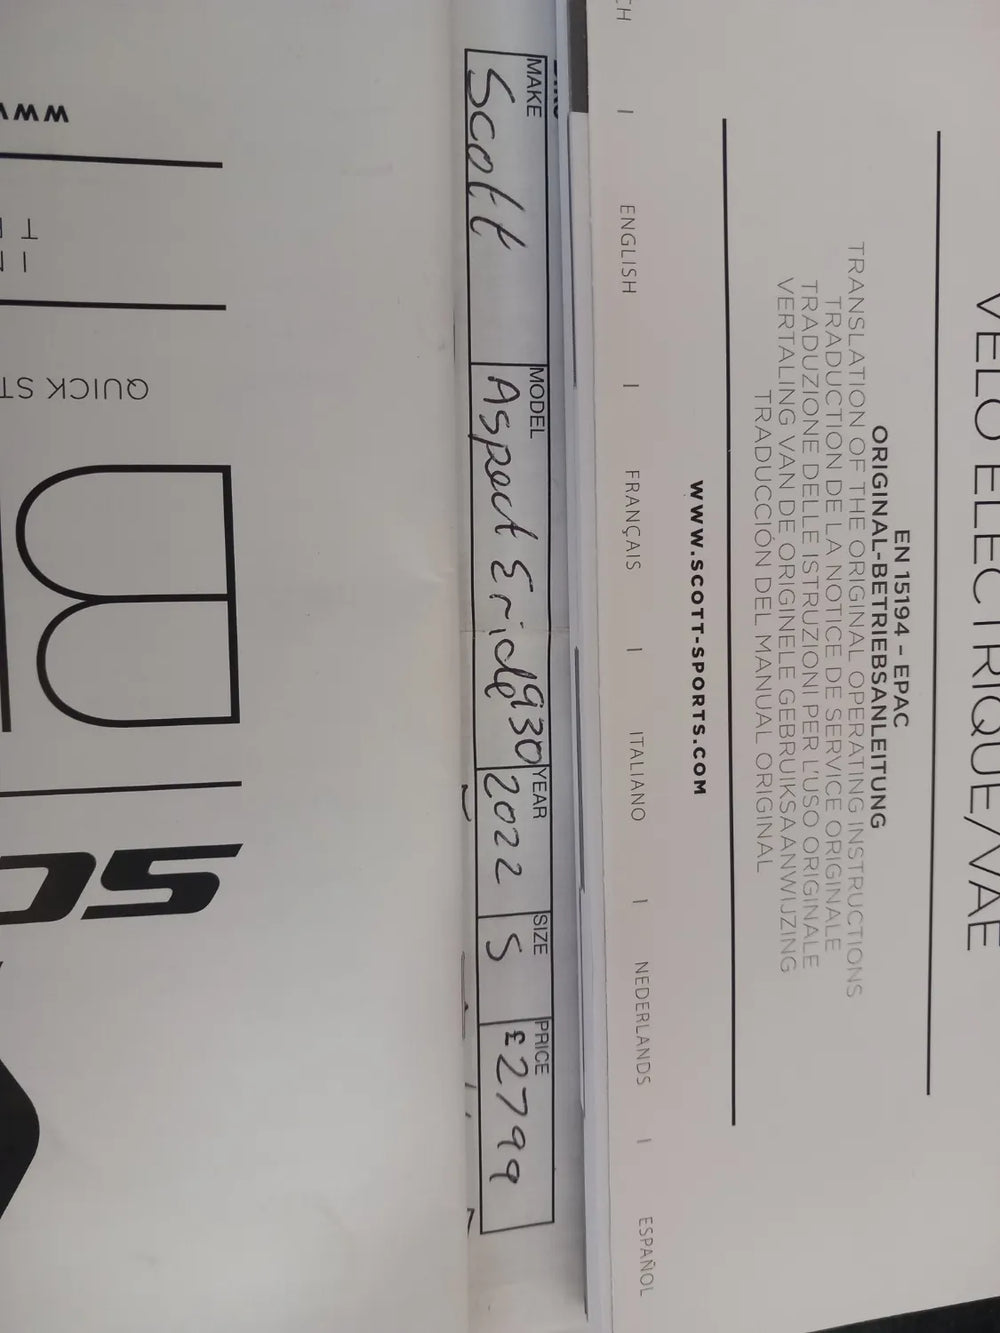 MAKE
Scott
MODEL
Aspect Eride 930
YEAR
2022
SIZE
S
PRICE
£2799
VELO ELECTRIQUE/VAE
EN 15194 - EPAC
ORIGINAL-BETRIEBSANLEITUNG
TRANSLATION OF THE ORIGINAL OPERATING INSTRUCTIONS
TRADUCTION DE LA NOTICE DE SERVICE ORIGINALE
TRADUZIONE DELLE ISTRUZIONI PER L'USO ORIGINALE
VERTALING VAN DE ORIGINELE GEBRUIKSAANWIJZING
TRADUCCIÓN DEL MANUAL ORIGINAL
WWW.SCOTT-SPORTS.COM
CH | ENGLISH | FRANÇAIS | ITALIANO | NEDERLANDS | ESPAÑOL
SC
QUICK ST
WWW